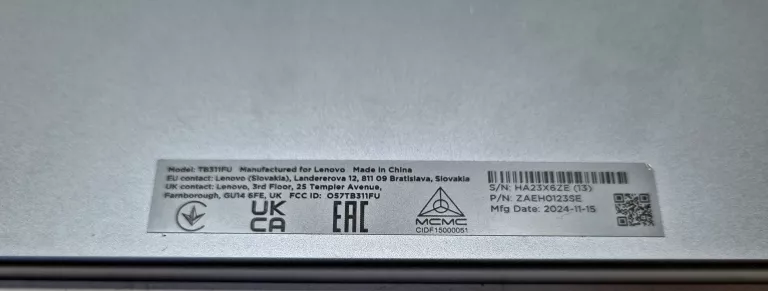 Model: TB311FU Manufactured for Lenovo Made in China
EU contact: Lenovo (Slovakia), Landererova 12, 811 09 Bratislava, Slovakia
UK contact: Lenovo, 3rd Floor, 25 Templer Avenue,
Farnborough, GU14 6FE, UK FCC ID: O57TB311FU
UK
CA
EAC
MCMC
CIDF15000051
S/N: HA23X6ZE (13)
P/N: ZAEH0123SE
Mfg Date: 2024-11-15